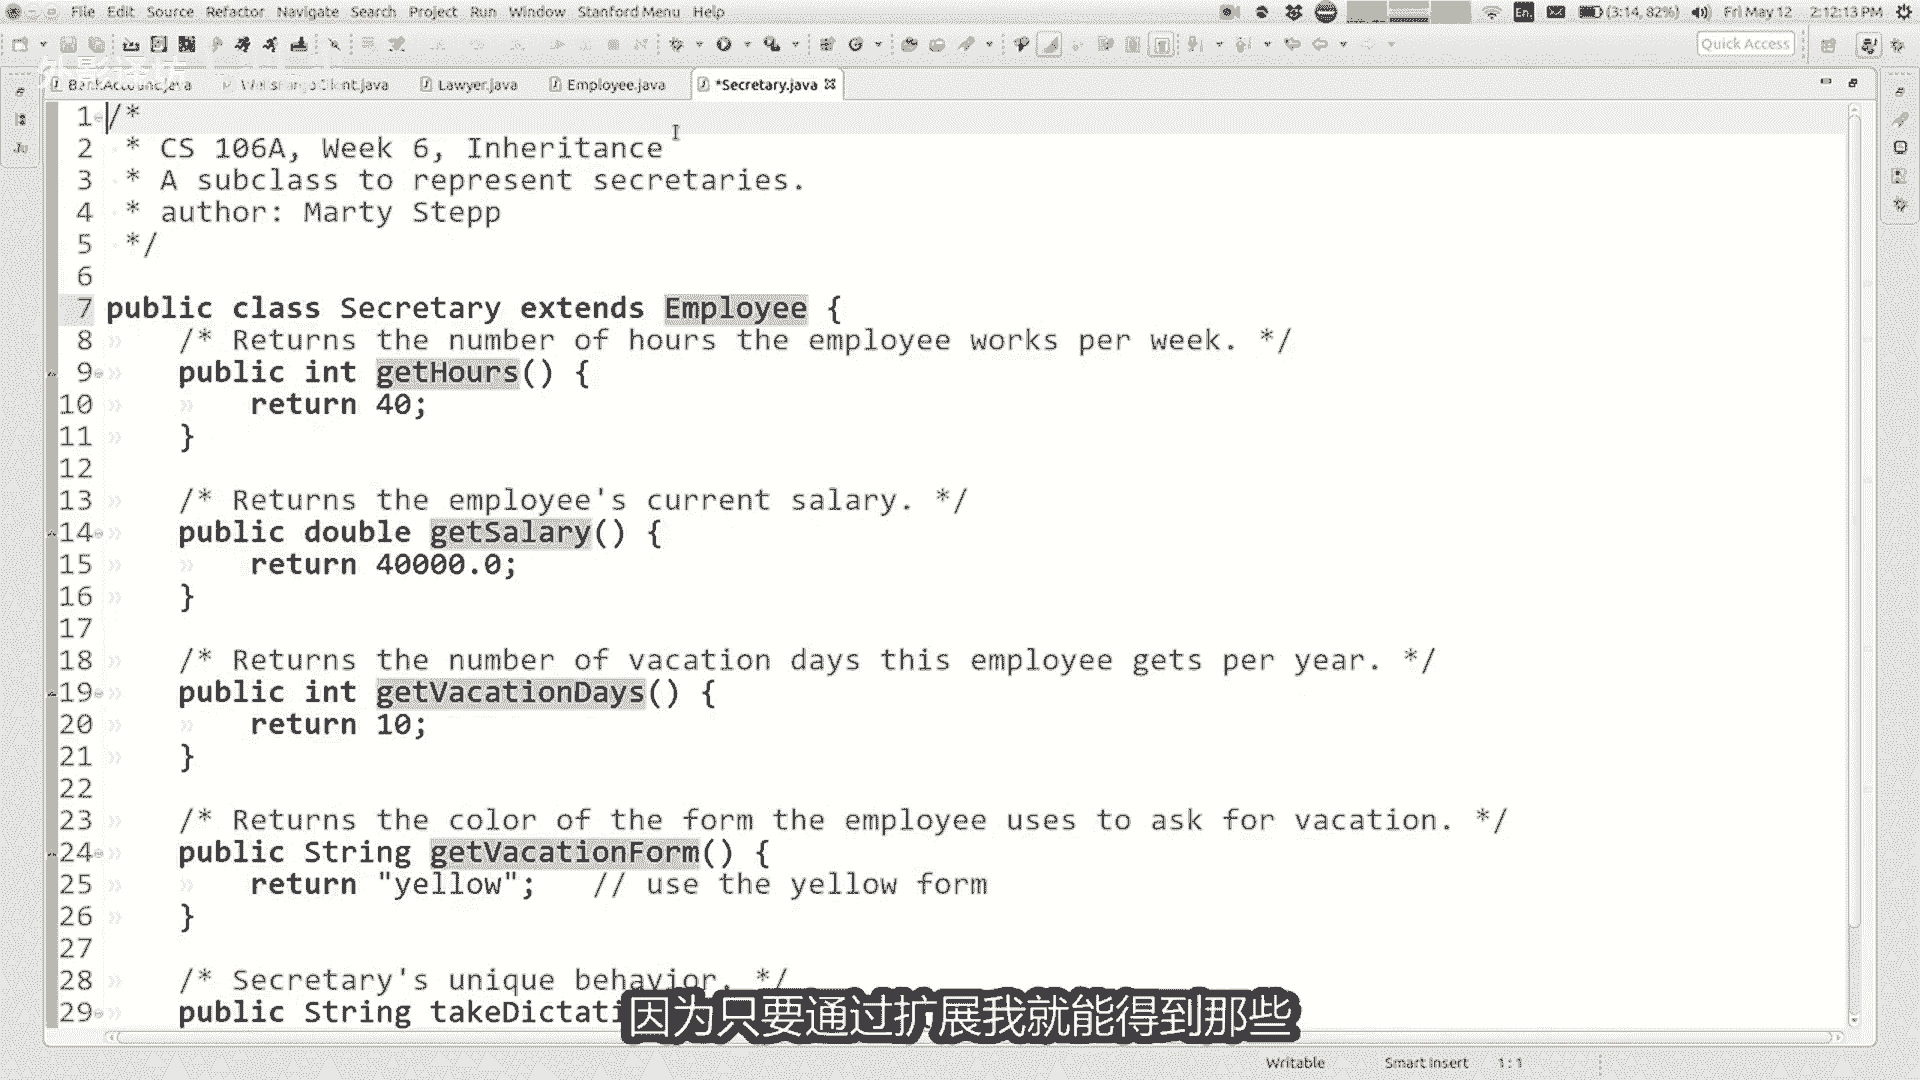 File Edit Source Refactor Navigate Search Project Run Window Stanford Menu Help En (3:14, 82%) Fri May 12 2:12:13 PM
Quick Access
BankAccount.java Lawyer.java Employee.java *Secretary.java
1 /*
2 * CS 106A, Week 6, Inheritance
3 * A subclass to represent secretaries.
4 * author: Marty Stepp
5 */
6
7 public class Secretary extends Employee {
8 /* Returns the number of hours the employee works per week. */
9 public int getHours() {
10 return 40;
11 }
12
13 /* Returns the employee's current salary. */
14 public double getSalary() {
15 return 40000.0;
16 }
17
18 /* Returns the number of vacation days this employee gets per year. */
19 public int getVacationDays() {
20 return 10;
21 }
22
23 /* Returns the color of the form the employee uses to ask for vacation. */
24 public String getVacationForm() {
25 return "yellow"; // use the yellow form
26 }
27
28 /* Secretary's unique behavior. */
29 public String takeDictati
因为只要通过扩展我就能得到那些
Writable Smart Insert 1 : 1